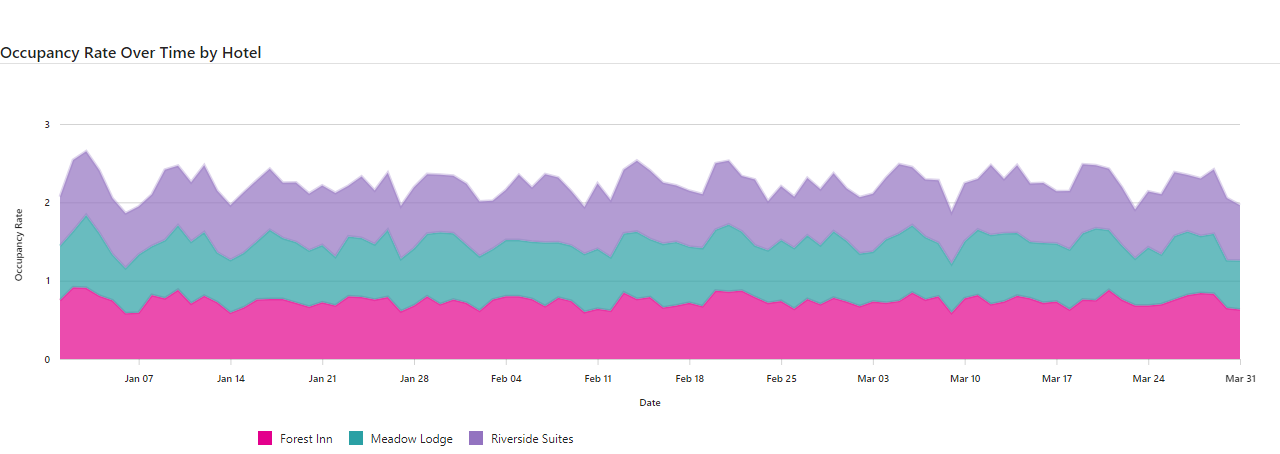 Occupancy Rate Over Time by Hotel
3
2
1
0
Occupancy Rate
Jan 07 Jan 14 Jan 21 Jan 28 Feb 04 Feb 11 Feb 18 Feb 25 Mar 03 Mar 10 Mar 17 Mar 24 Mar 31
Date
Forest Inn Meadow Lodge Riverside Suites